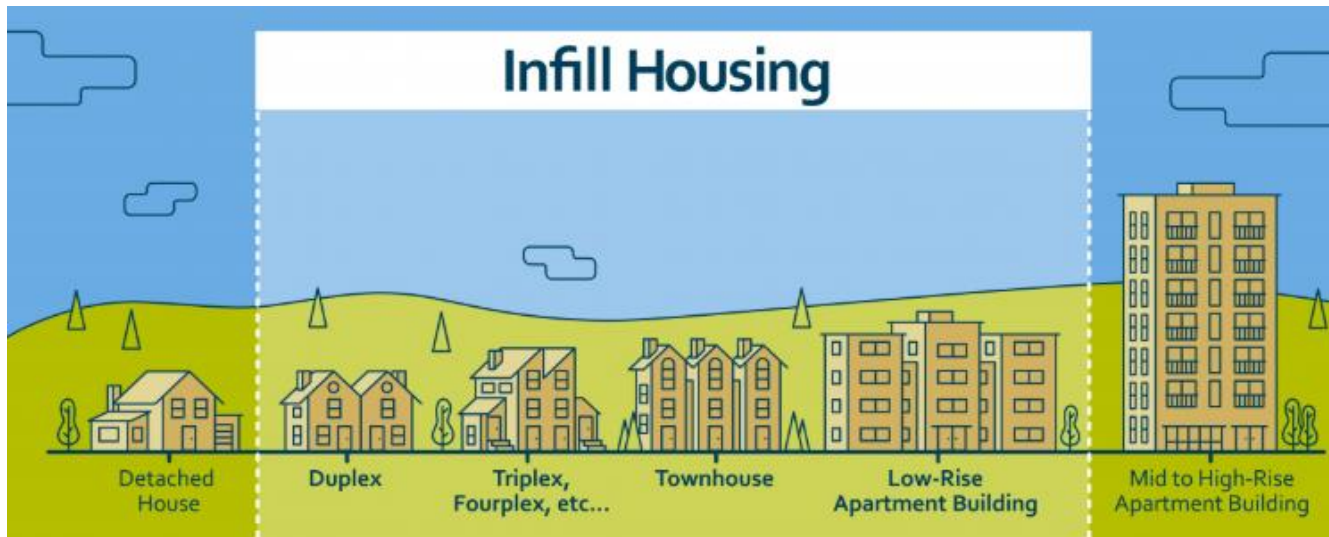 Infill Housing
Detached
House
Duplex
Triplex,
Fourplex, etc...
Townhouse
Low-Rise
Apartment Building
Mid to High-Rise
Apartment Building